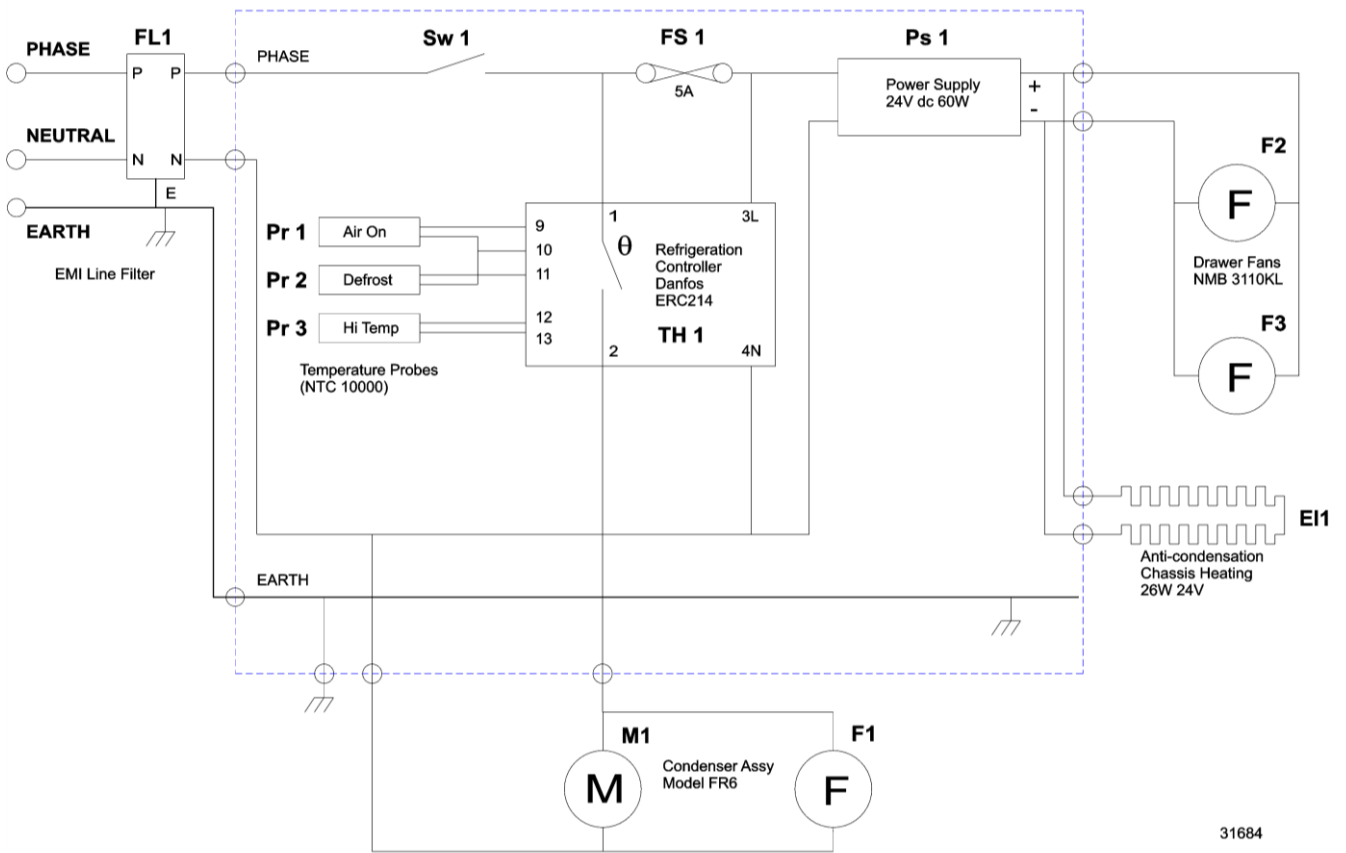 FL1
Sw 1
FS 1
Ps 1
PHASE
P P
PHASE
5A
Power Supply
24V dc 60W
+
-
NEUTRAL
N N
E
EARTH
EMI Line Filter
F2
F
Drawer Fans
NMB 3110KL
F3
F
Pr 1
Air On
Pr 2
Defrost
Pr 3
Hi Temp
Temperature Probes
(NTC 10000)
9
10
11
12
13
1
3L
θ
Refrigeration
Controller
Danfos
ERC214
TH 1
2
4N
El1
Anti-condensation
Chassis Heating
26W 24V
EARTH
M1
M
Condenser Assy
Model FR6
F1
F
31684